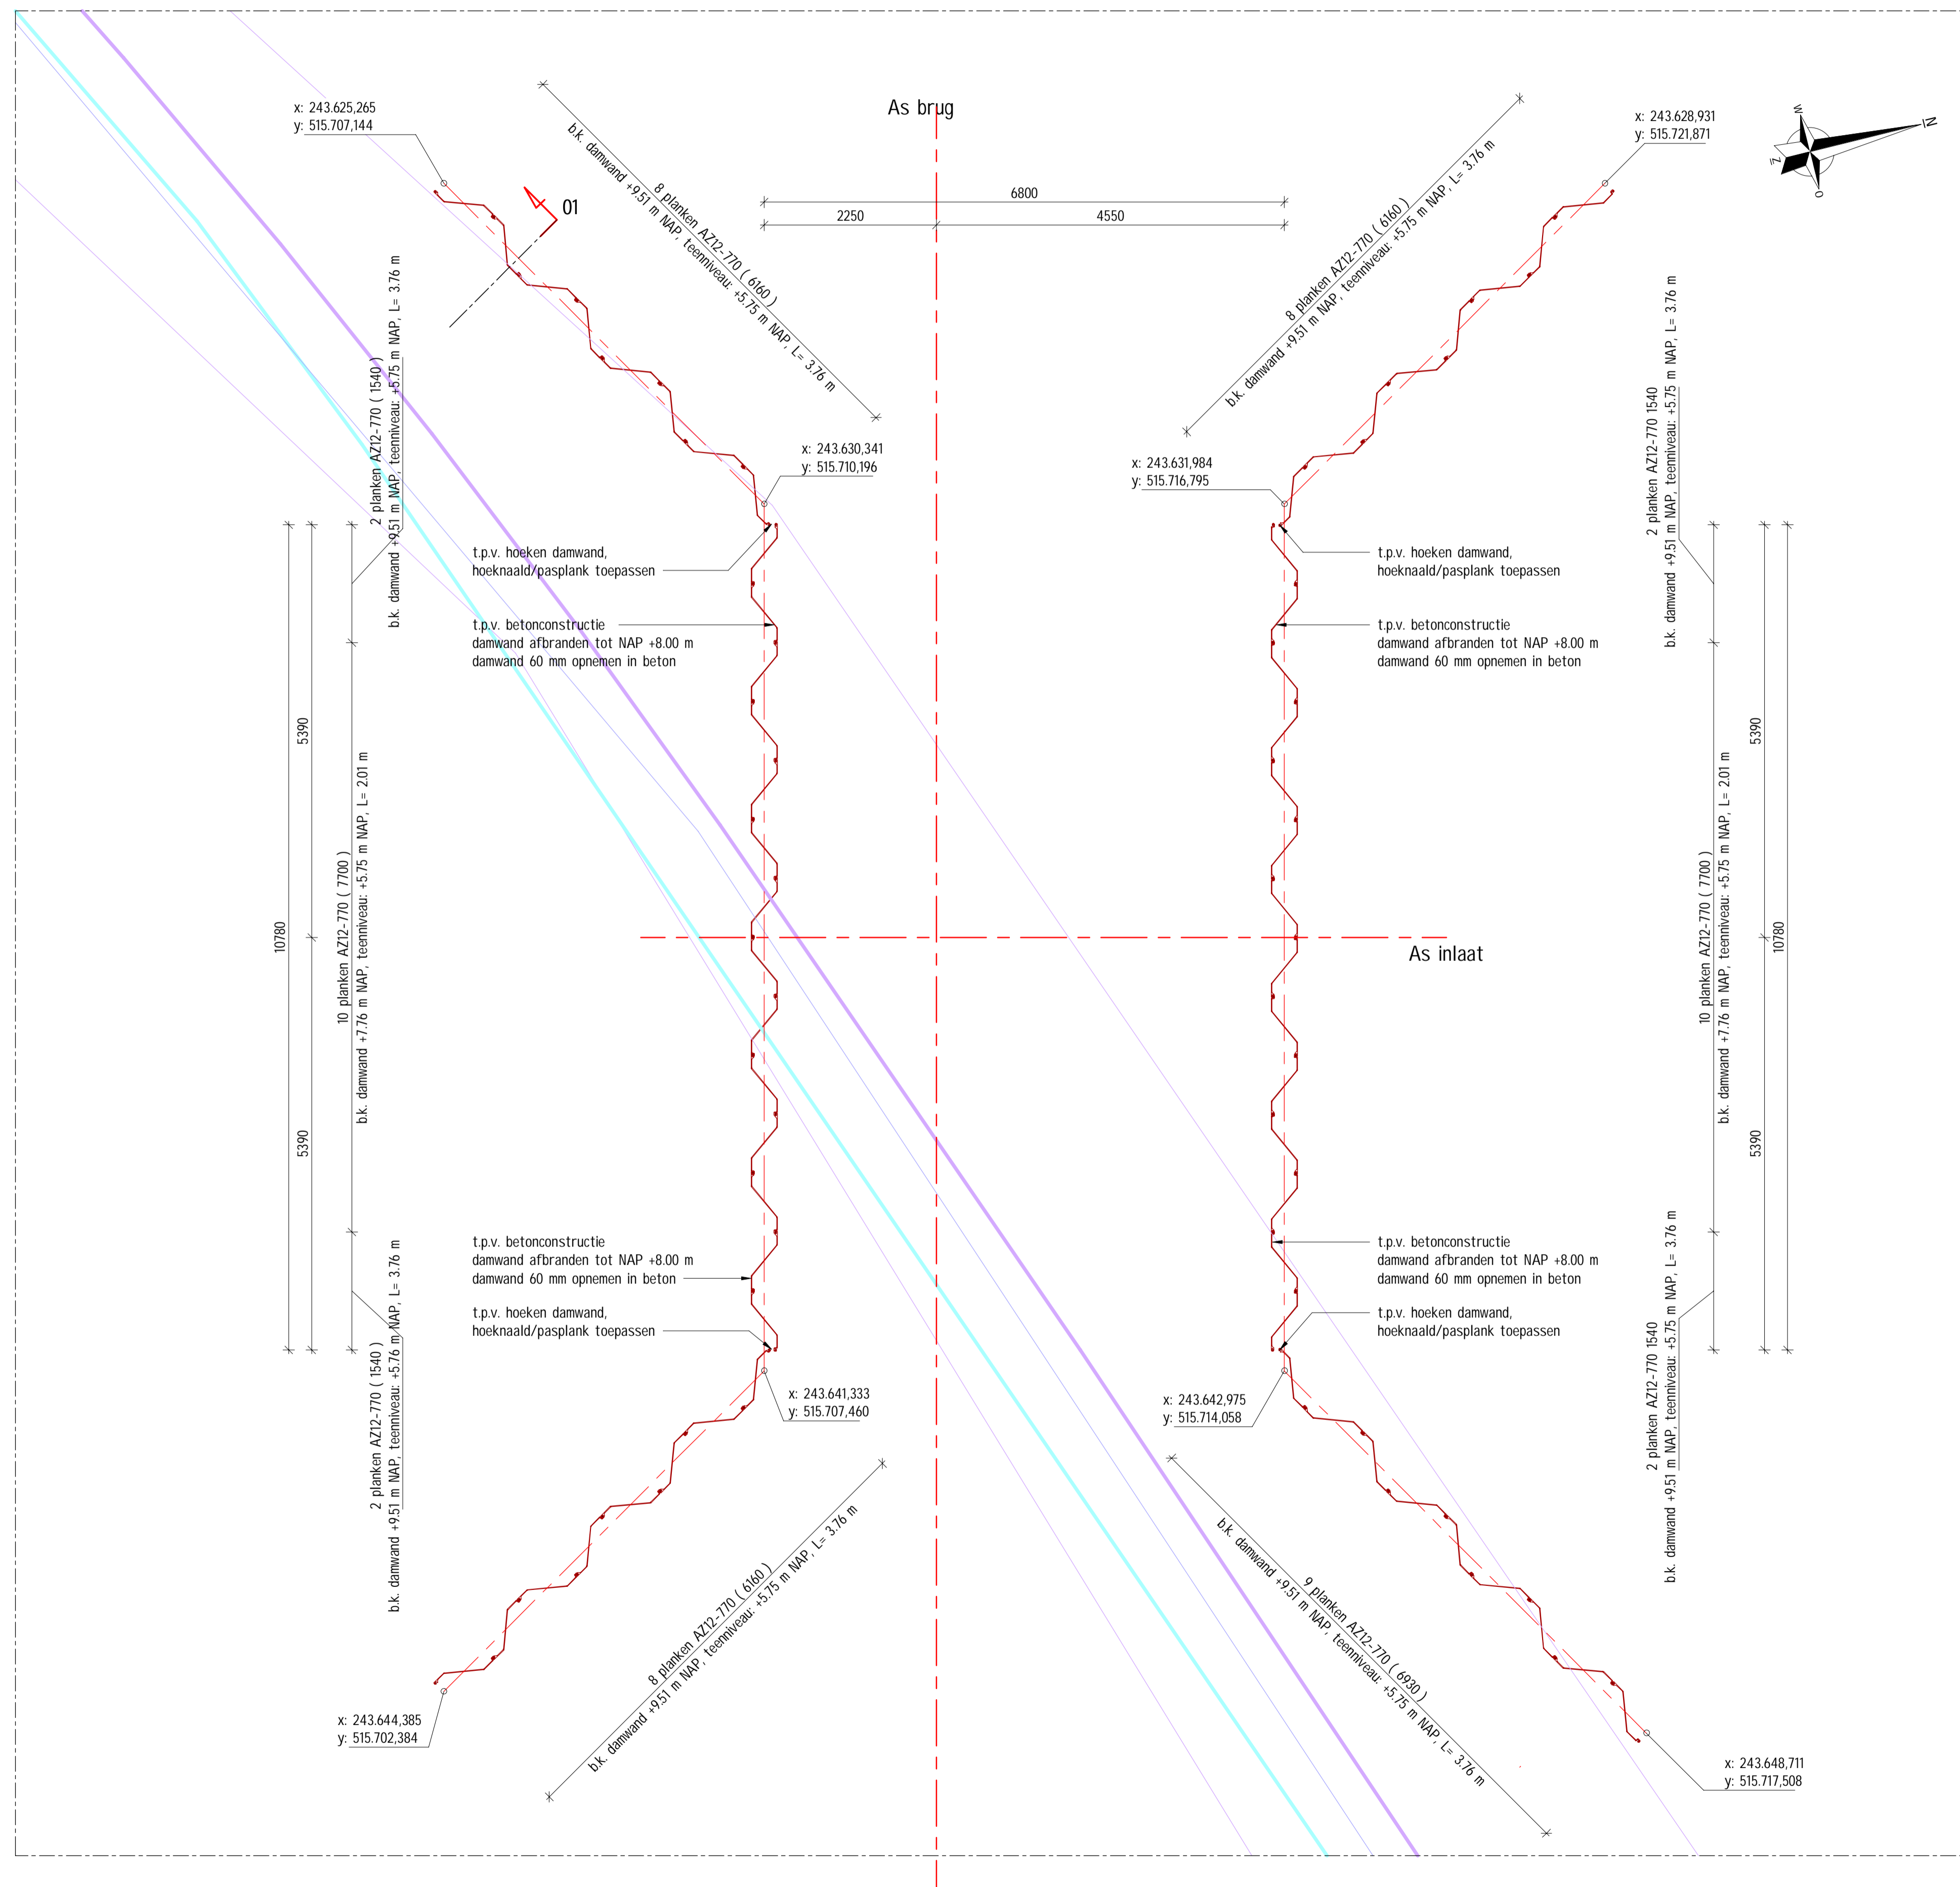 As brug
x: 243.625,265
y: 515.707,144
01
8 planken AZ12-770 ( 6160 )
b.k. damwand +9.51 m NAP, teenniveau: +5.75 m NAP, L= 3.76 m
6800
2250
4550
8 planken AZ12-770 ( 6160 )
b.k. damwand +9.51 m NAP, teenniveau: +5.75 m NAP, L= 3.76 m
x: 243.628,931
y: 515.721,871
W
N
Z
O
2 planken AZ12-770 ( 1540 )
b.k. damwand +9.51 m NAP, teenniveau: +5.75 m NAP, L= 3.76 m
x: 243.630,341
y: 515.710,196
x: 243.631,984
y: 515.716,795
2 planken AZ12-770 1540
b.k. damwand +9.51 m NAP, teenniveau: +5.75 m NAP, L= 3.76 m
t.p.v. hoeken damwand,
hoeknaald/pasplank toepassen
t.p.v. hoeken damwand,
hoeknaald/pasplank toepassen
t.p.v. betonconstructie
damwand afbranden tot NAP +8.00 m
damwand 60 mm opnemen in beton
t.p.v. betonconstructie
damwand afbranden tot NAP +8.00 m
damwand 60 mm opnemen in beton
5390
10780
5390
10 planken AZ12-770 ( 7700 )
b.k. damwand +7.76 m NAP, teenniveau: +5.75 m NAP, L= 2.01 m
As inlaat
10 planken AZ12-770 ( 7700 )
b.k. damwand +7.76 m NAP, teenniveau: +5.75 m NAP, L= 2.01 m
5390
10780
5390
t.p.v. betonconstructie
damwand afbranden tot NAP +8.00 m
damwand 60 mm opnemen in beton
t.p.v. betonconstructie
damwand afbranden tot NAP +8.00 m
damwand 60 mm opnemen in beton
t.p.v. hoeken damwand,
hoeknaald/pasplank toepassen
t.p.v. hoeken damwand,
hoeknaald/pasplank toepassen
2 planken AZ12-770 ( 1540 )
b.k. damwand +9.51 m NAP, teenniveau: +5.76 m NAP, L= 3.76 m
x: 243.641,333
y: 515.707,460
x: 243.642,975
y: 515.714,058
2 planken AZ12-770 1540
b.k. damwand +9.51 m NAP, teenniveau: +5.75 m NAP, L= 3.76 m
8 planken AZ12-770 ( 6160 )
b.k. damwand +9.51 m NAP, teenniveau: +5.75 m NAP, L= 3.76 m
9 planken AZ12-770 ( 6930 )
b.k. damwand +9.51 m NAP, teenniveau: +5.75 m NAP, L= 3.76 m
x: 243.644,385
y: 515.702,384
x: 243.648,711
y: 515.717,508